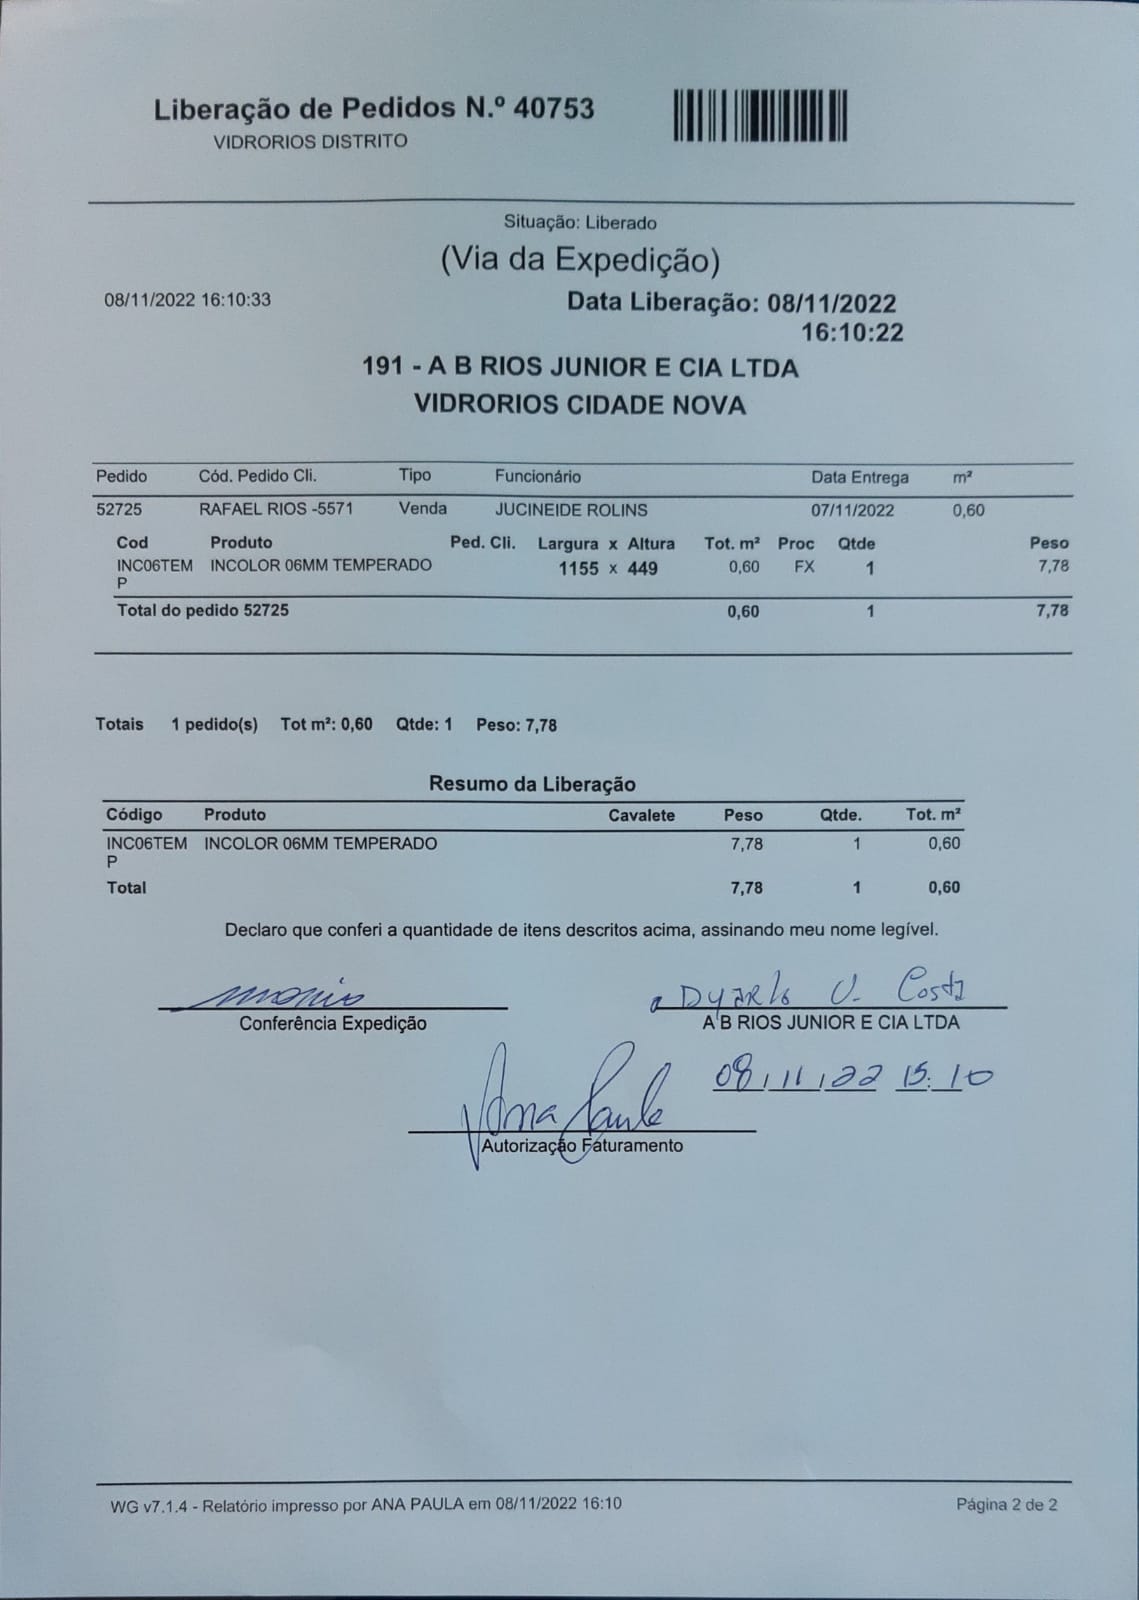 Liberação de Pedidos N.º 40753
VIDRORIOS DISTRITO
Situação: Liberado
(Via da Expedição)
08/11/2022 16:10:33
Data Liberação: 08/11/2022
16:10:22
191 - A B RIOS JUNIOR E CIA LTDA
VIDRORIOS CIDADE NOVA
Pedido Cód. Pedido Cli. Tipo Funcionário Data Entrega m²
52725 RAFAEL RIOS -5571 Venda JUCINEIDE ROLINS 07/11/2022 0,60
Cod Produto Ped. Cli. Largura x Altura Tot. m² Proc Qtde Peso
INC06TEM INCOLOR 06MM TEMPERADO 1155 x 449 0,60 FX 1 7,78
P
Total do pedido 52725 0,60 1 7,78
Totais 1 pedido(s) Tot m²: 0,60 Qtde: 1 Peso: 7,78
Resumo da Liberação
Código Produto Cavalete Peso Qtde. Tot. m²
INC06TEM INCOLOR 06MM TEMPERADO 7,78 1 0,60
P
Total 7,78 1 0,60
Declaro que conferi a quantidade de itens descritos acima, assinando meu nome legível.
Costa
Conferência Expedição
A B RIOS JUNIOR E CIA LTDA
08/11/22 15:10
Ana Paula
Autorização Faturamento
WG v7.1.4 - Relatório impresso por ANA PAULA em 08/11/2022 16:10
Página 2 de 2